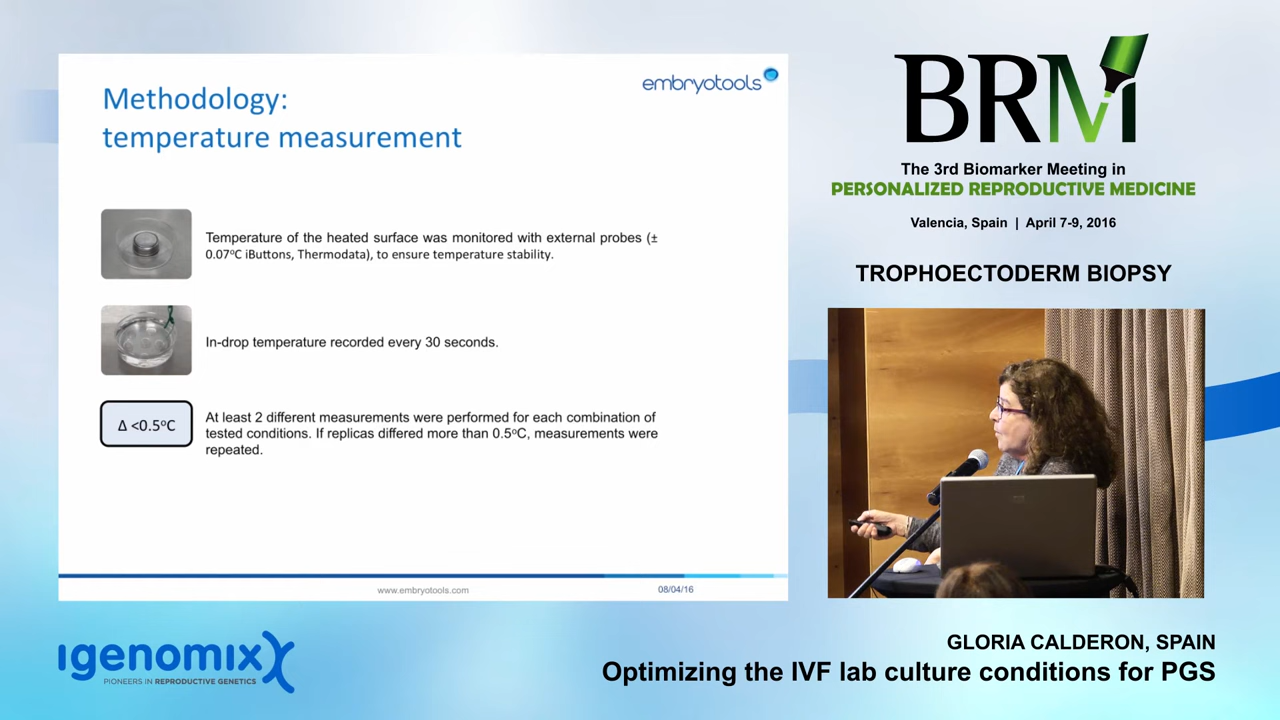 Methodology:
temperature measurement
embryotools
Temperature of the heated surface was monitored with external probes (±
0.07ºC iButtons, Thermodata), to ensure temperature stability.
In-drop temperature recorded every 30 seconds.
Δ <0.5ºC
At least 2 different measurements were performed for each combination of
tested conditions. If replicas differed more than 0.5ºC, measurements were
repeated.
www.embryotools.com
08/04/16
BRM
The 3rd Biomarker Meeting in
PERSONALIZED REPRODUCTIVE MEDICINE
Valencia, Spain | April 7-9, 2016
TROPHOECTODERM BIOPSY
igenomix
PIONEERS IN REPRODUCTIVE GENETICS
GLORIA CALDERON, SPAIN
Optimizing the IVF lab culture conditions for PGS